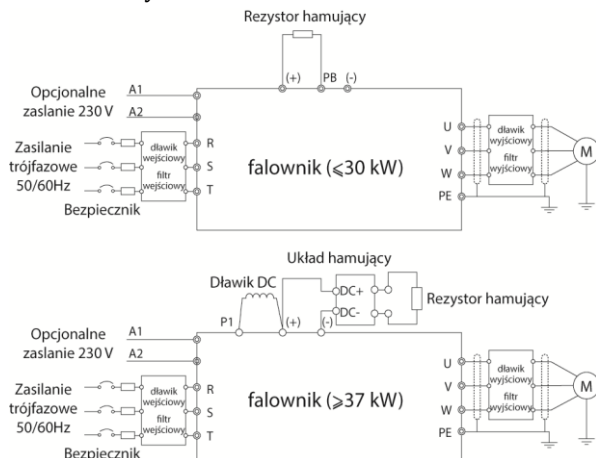 Rezystor hamujący
(+) PB (-)
Opcjonalne
zasłanie 230 V
A1
A2
Zasilanie
trójfazowe
50/60Hz
Bezpiecznik
dławik
wejściowy
filtr
wejściowy
R
S
T
falownik (≤30 kW)
U
V
W
PE
dławik
wyjściowy
filtr
wyjściowy
M
Układ hamujący
Dławik DC
P1 (+) (-)
DC+
DC-
Rezystor hamujący
Opcjonalne
zasłanie 230 V
A1
A2
Zasilanie
trójfazowe
50/60Hz
Bezpiecznik
dławik
wejściowy
filtr
wejściowy
R
S
T
falownik (≥37 kW)
U
V
W
PE
dławik
wyjściowy
filtr
wyjściowy
M